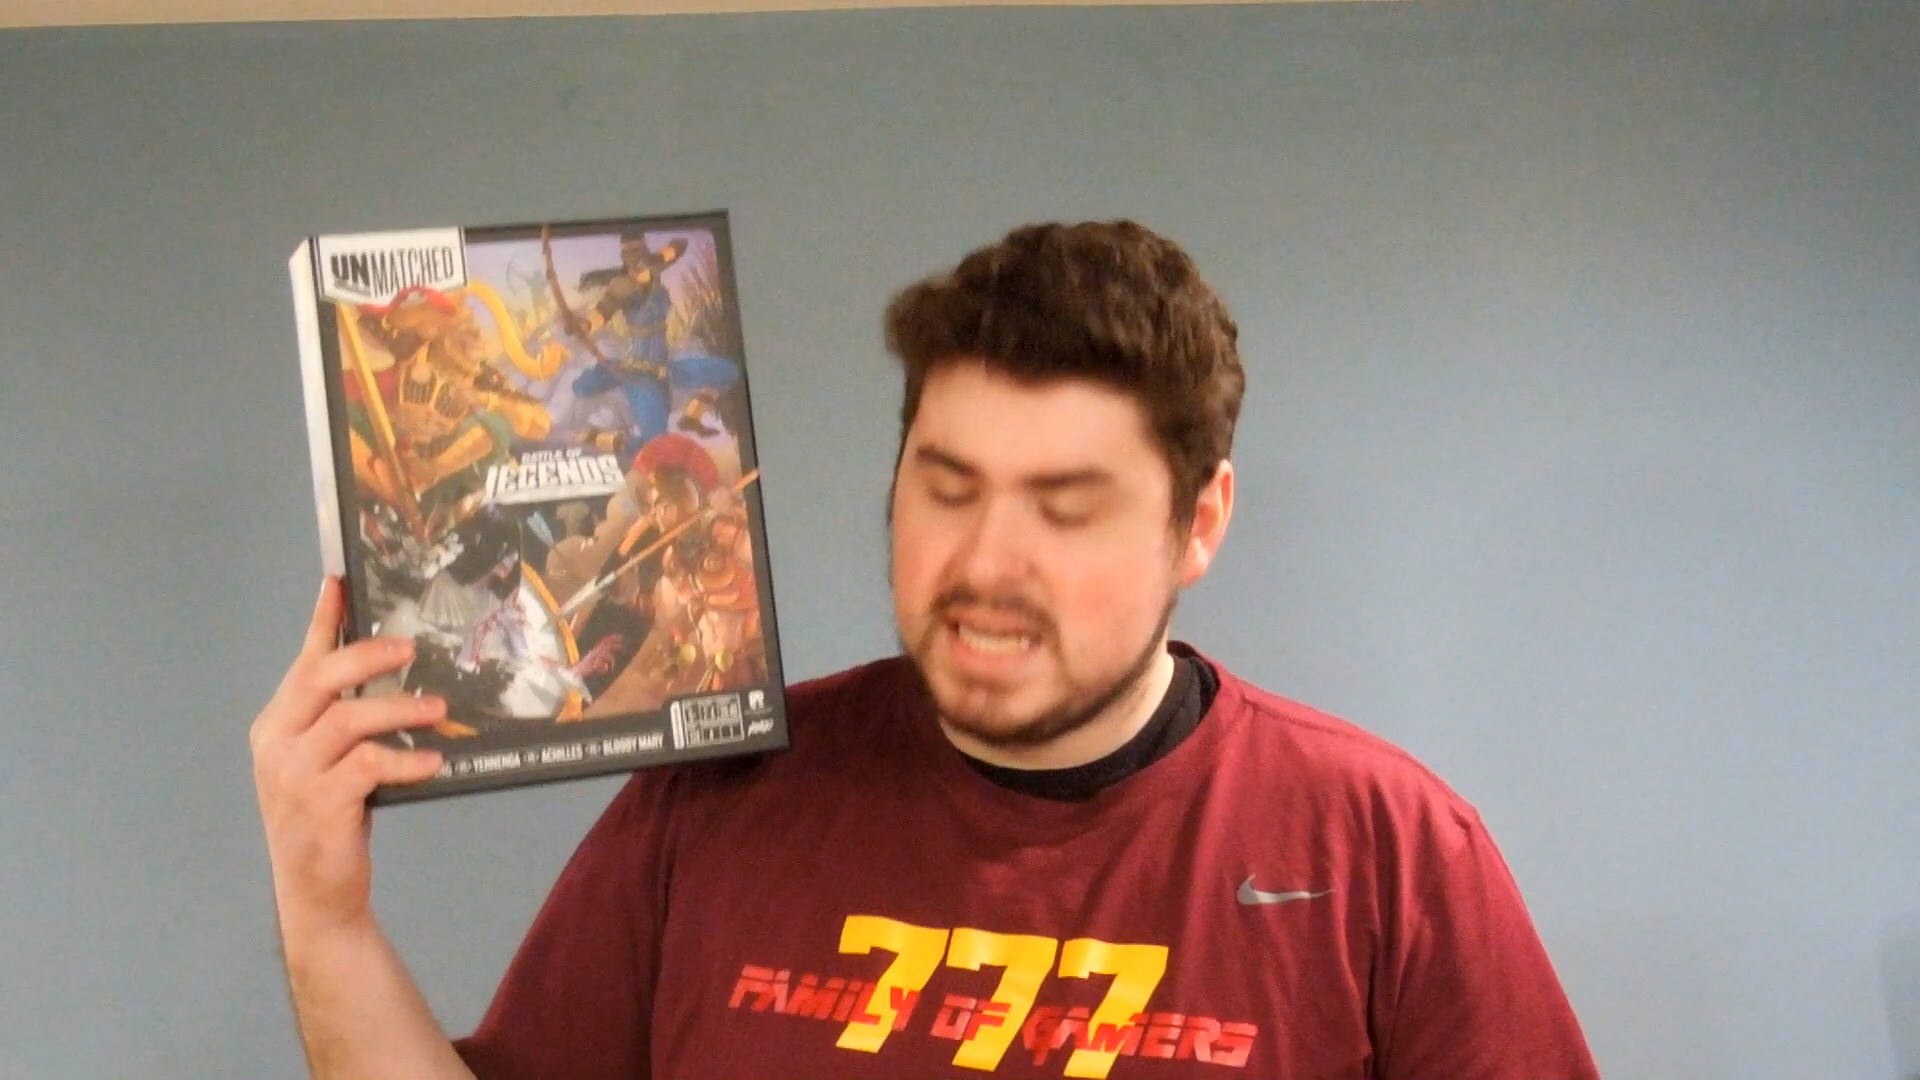 UNMATCHED
BATTLE OF
LEGENDS
YENNENGA ACHILLES BLOODY MARY
777
FAMILY OF GAMERS